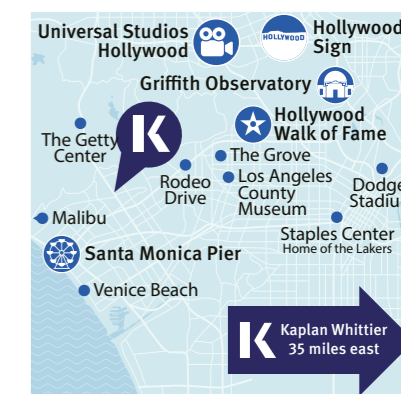 Universal Studios
Hollywood
HOLLYWOOD
Hollywood
Sign
Griffith Observatory
Hollywood
Walk of Fame
The Getty
Center
K
The Grove
Rodeo
Drive
Los Angeles
County
Museum
Dodge
Stadiu
Malibu
Staples Center
Home of the Lakers
Santa Monica Pier
Venice Beach
K
Kaplan Whittier
35 miles east